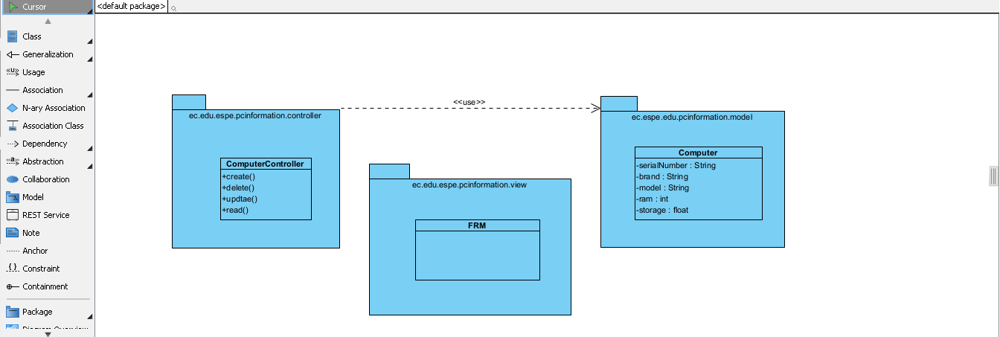 Cursor
<default package>
Class
Generalization
<<u>>
Usage
Association
N-ary Association
Association Class
Dependency
<<a>>
Abstraction
Collaboration
Model
REST Service
Note
Anchor
{ }
Constraint
Containment
Package
Diagram Overview
<<use>>
ec.edu.espe.pcinformation.controller
ComputerController
+create()
+delete()
+updtae()
+read()
ec.edu.espe.pcinformation.view
FRM
ec.espe.edu.pcinformation.model
Computer
-serialNumber : String
-brand : String
-model : String
-ram : int
-storage : float